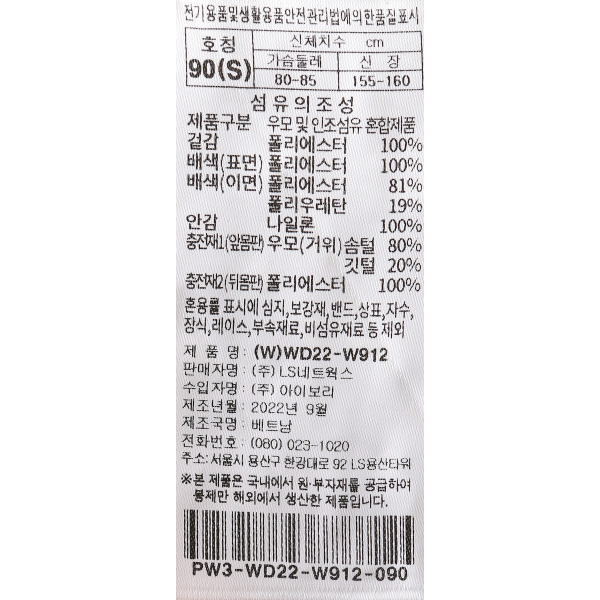 전기용품및생활용품안전관리법에의한품질표시
호칭 신체치수 cm
90(S) 가슴둘레 신 장
80~85 155~160
섬유의조성
제품구분 우모 및 인조섬유 혼합제품
겉감 폴리에스터 100%
배색(표면) 폴리에스터 100%
배색(이면) 폴리에스터 81%
폴리우레탄 19%
안감 나일론 100%
충전재1(앞몸판) 우모(거위) 솜털 80%
깃털 20%
충전재2(뒤몸판) 폴리에스터 100%
혼용률 표시에 심지,보강재,밴드,상표,자수,
장식,레이스,부속재료,비섬유재료 등 제외
제 품 명: (W)WD22-W912
판매자명: (주) LS네트웍스
수입자명: (주) 아이보리
제조년월: 2022년 9월
제조국명: 베트남
전화번호: (080) 023-1020
주소: 서울시 용산구 한강대로 92 LS용산타워
※본 제품은 국내에서 원·부자재를 공급하여
봉제만 해외에서 생산한 제품입니다.
PW3-WD22-W912-090